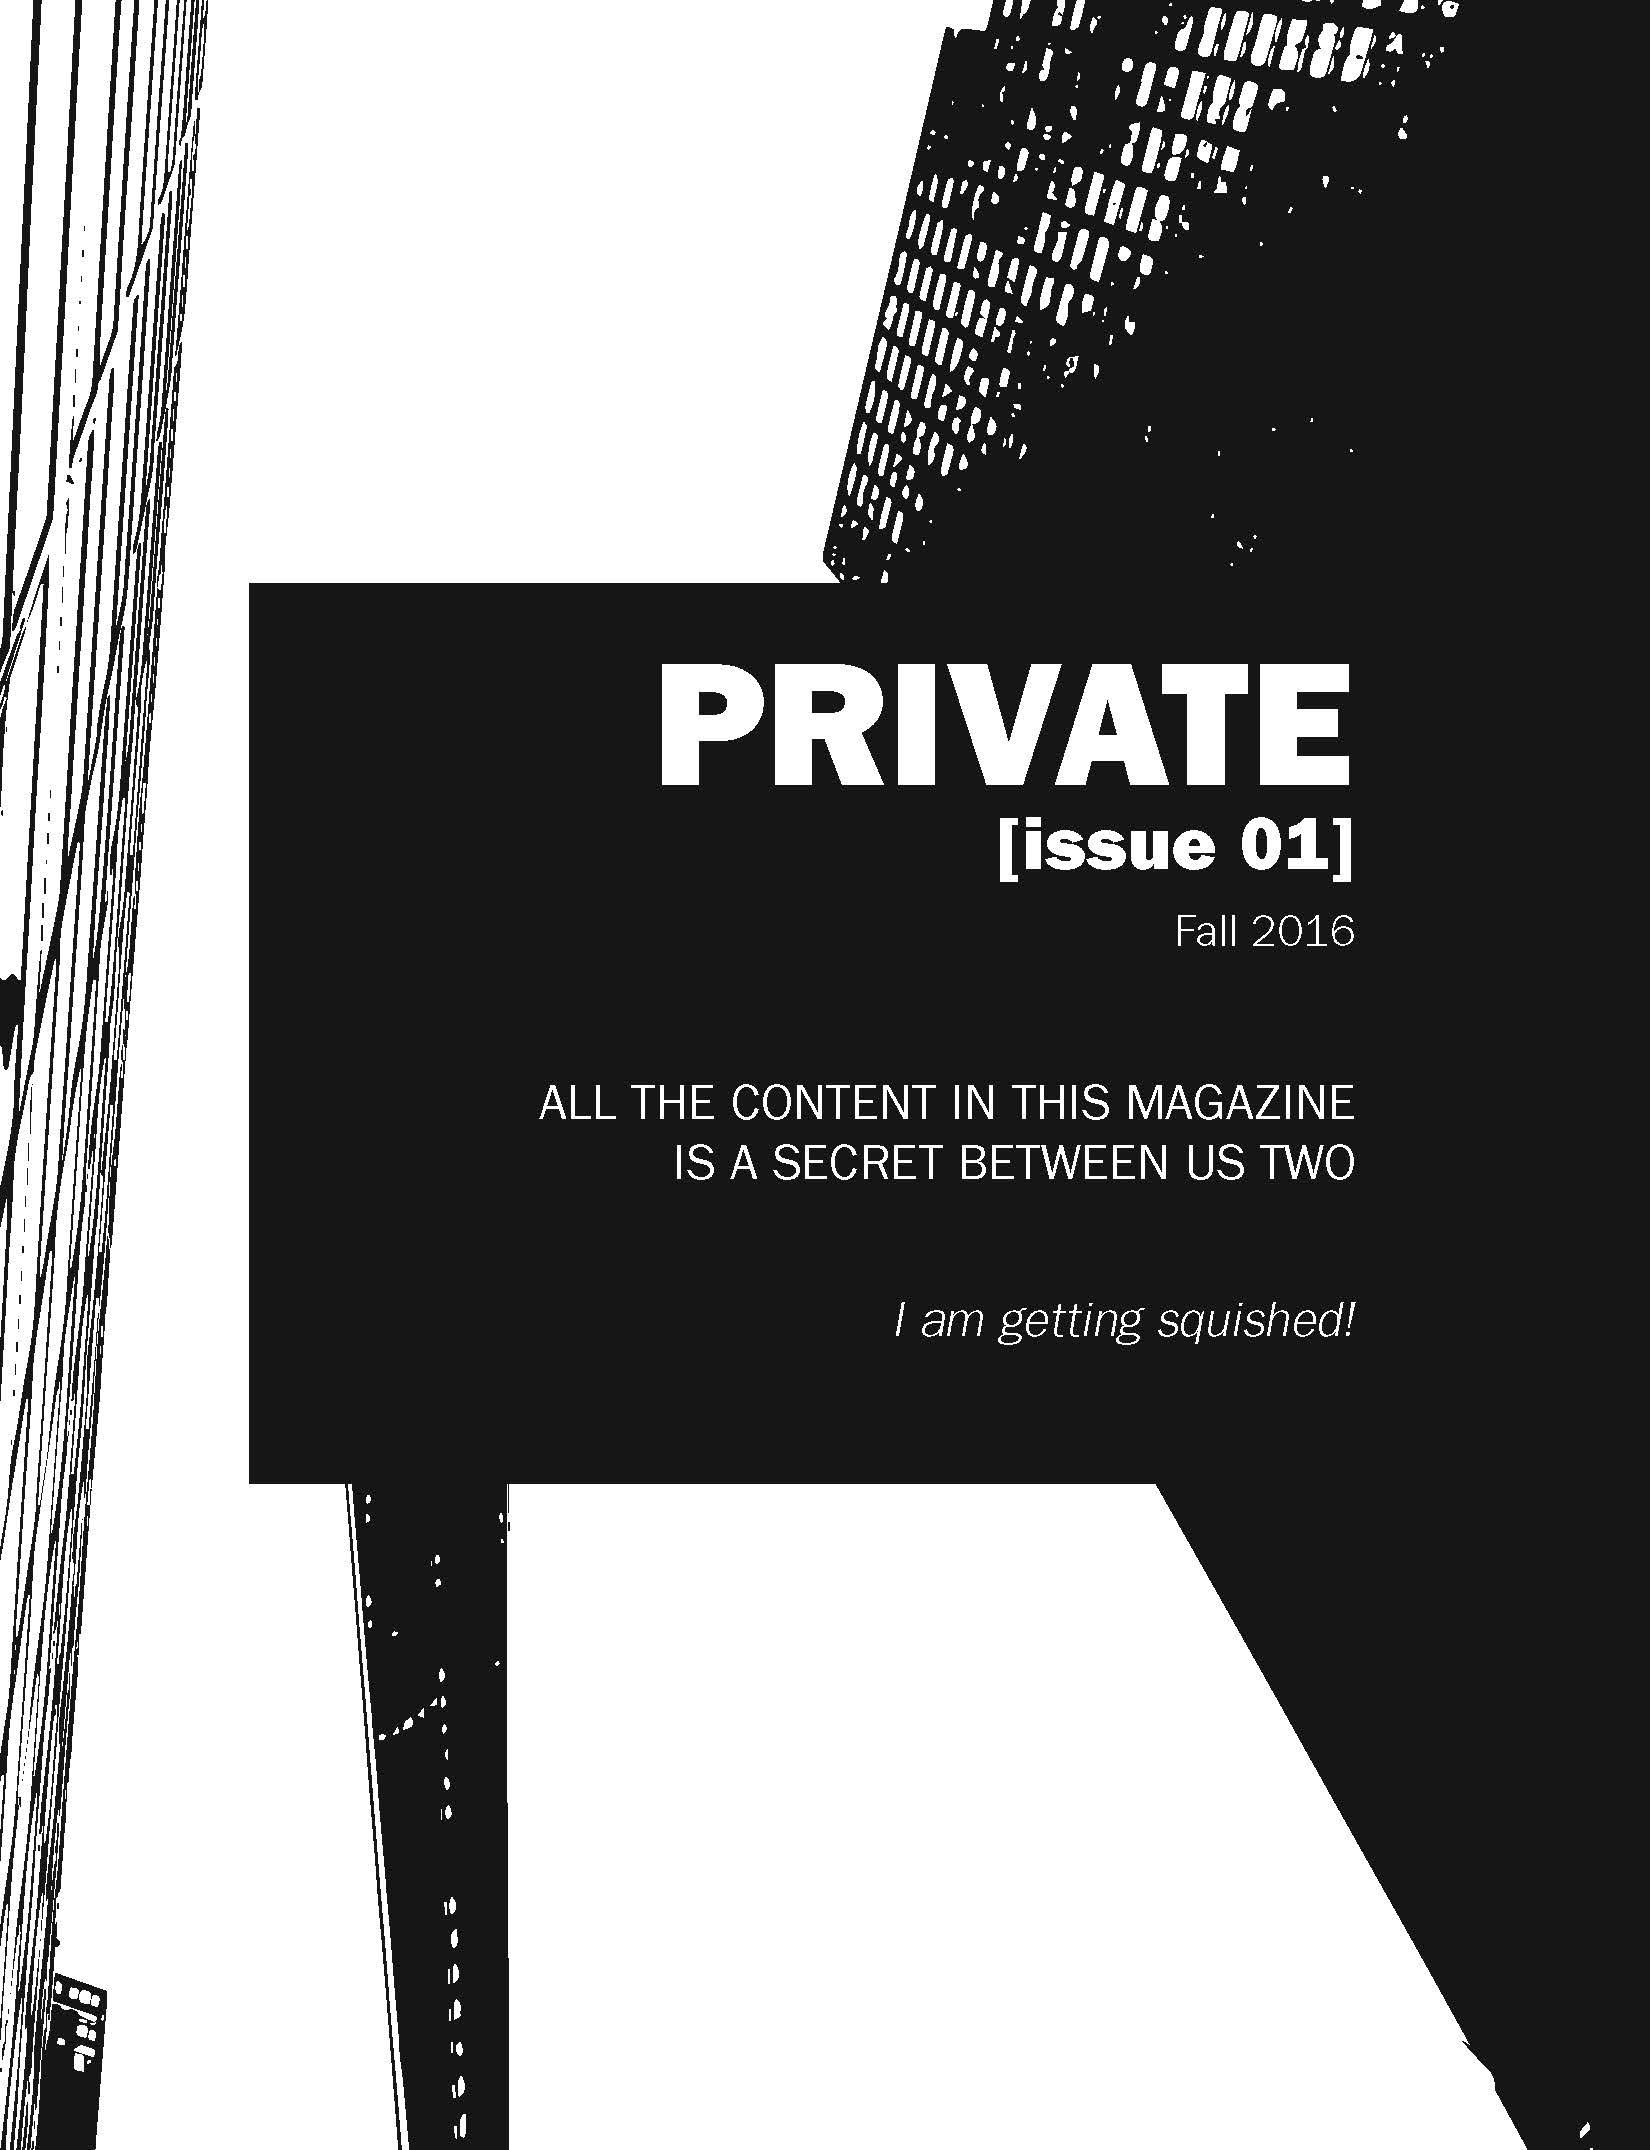 PRIVATE
[issue 01]
Fall 2016
ALL THE CONTENT IN THIS MAGAZINE
IS A SECRET BETWEEN US TWO
I am getting squished!